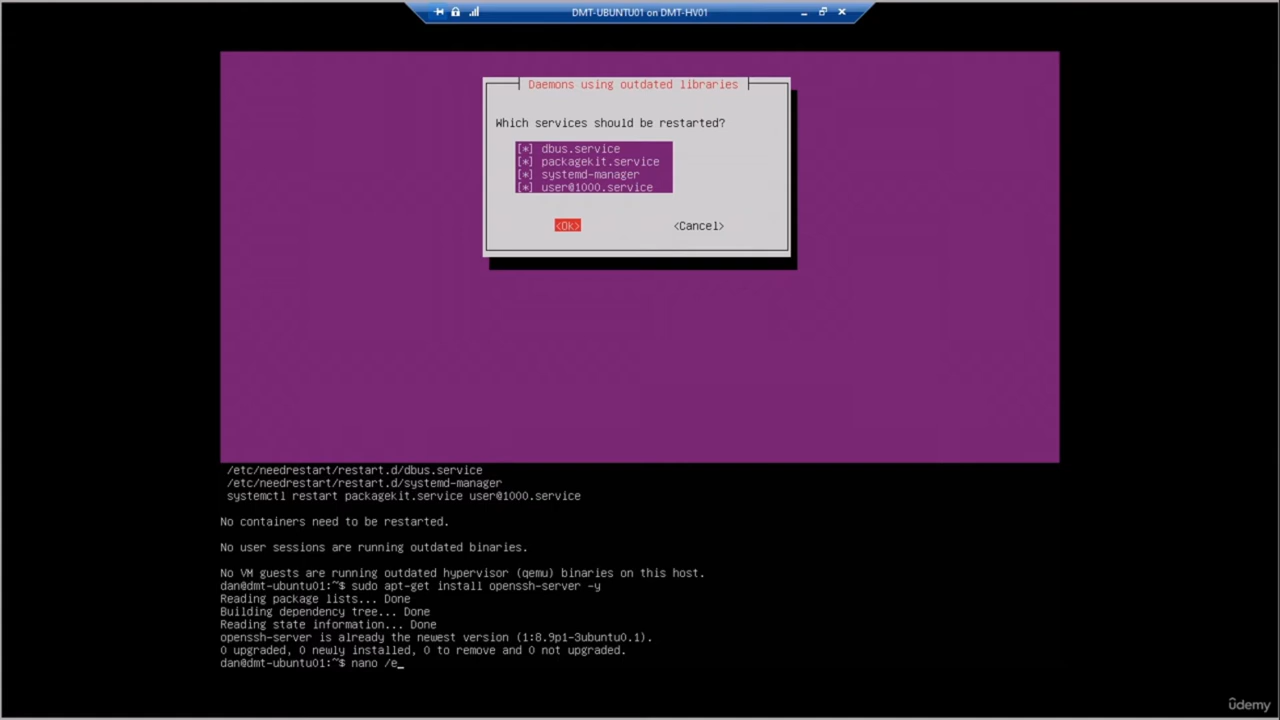 DMT-UBUNTU01 on DMT-HV01
Daemons using outdated libraries
Which services should be restarted?
[*] dbus.service
[*] packagekit.service
[*] systemd-manager
[*] user@1000.service
<Ok> <Cancel>
/etc/needrestart/restart.d/dbus.service
/etc/needrestart/restart.d/systemd-manager
systemctl restart packagekit.service user@1000.service
No containers need to be restarted.
No user sessions are running outdated binaries.
No VM guests are running outdated hypervisor (qemu) binaries on this host.
dan@dmt-ubuntu01:~$ sudo apt-get install openssh-server -y
Reading package lists... Done
Building dependency tree... Done
Reading state information... Done
openssh-server is already the newest version (1:8.9p1-3ubuntu0.1).
0 upgraded, 0 newly installed, 0 to remove and 0 not upgraded.
dan@dmt-ubuntu01:~$ nano /e_
ûdemy